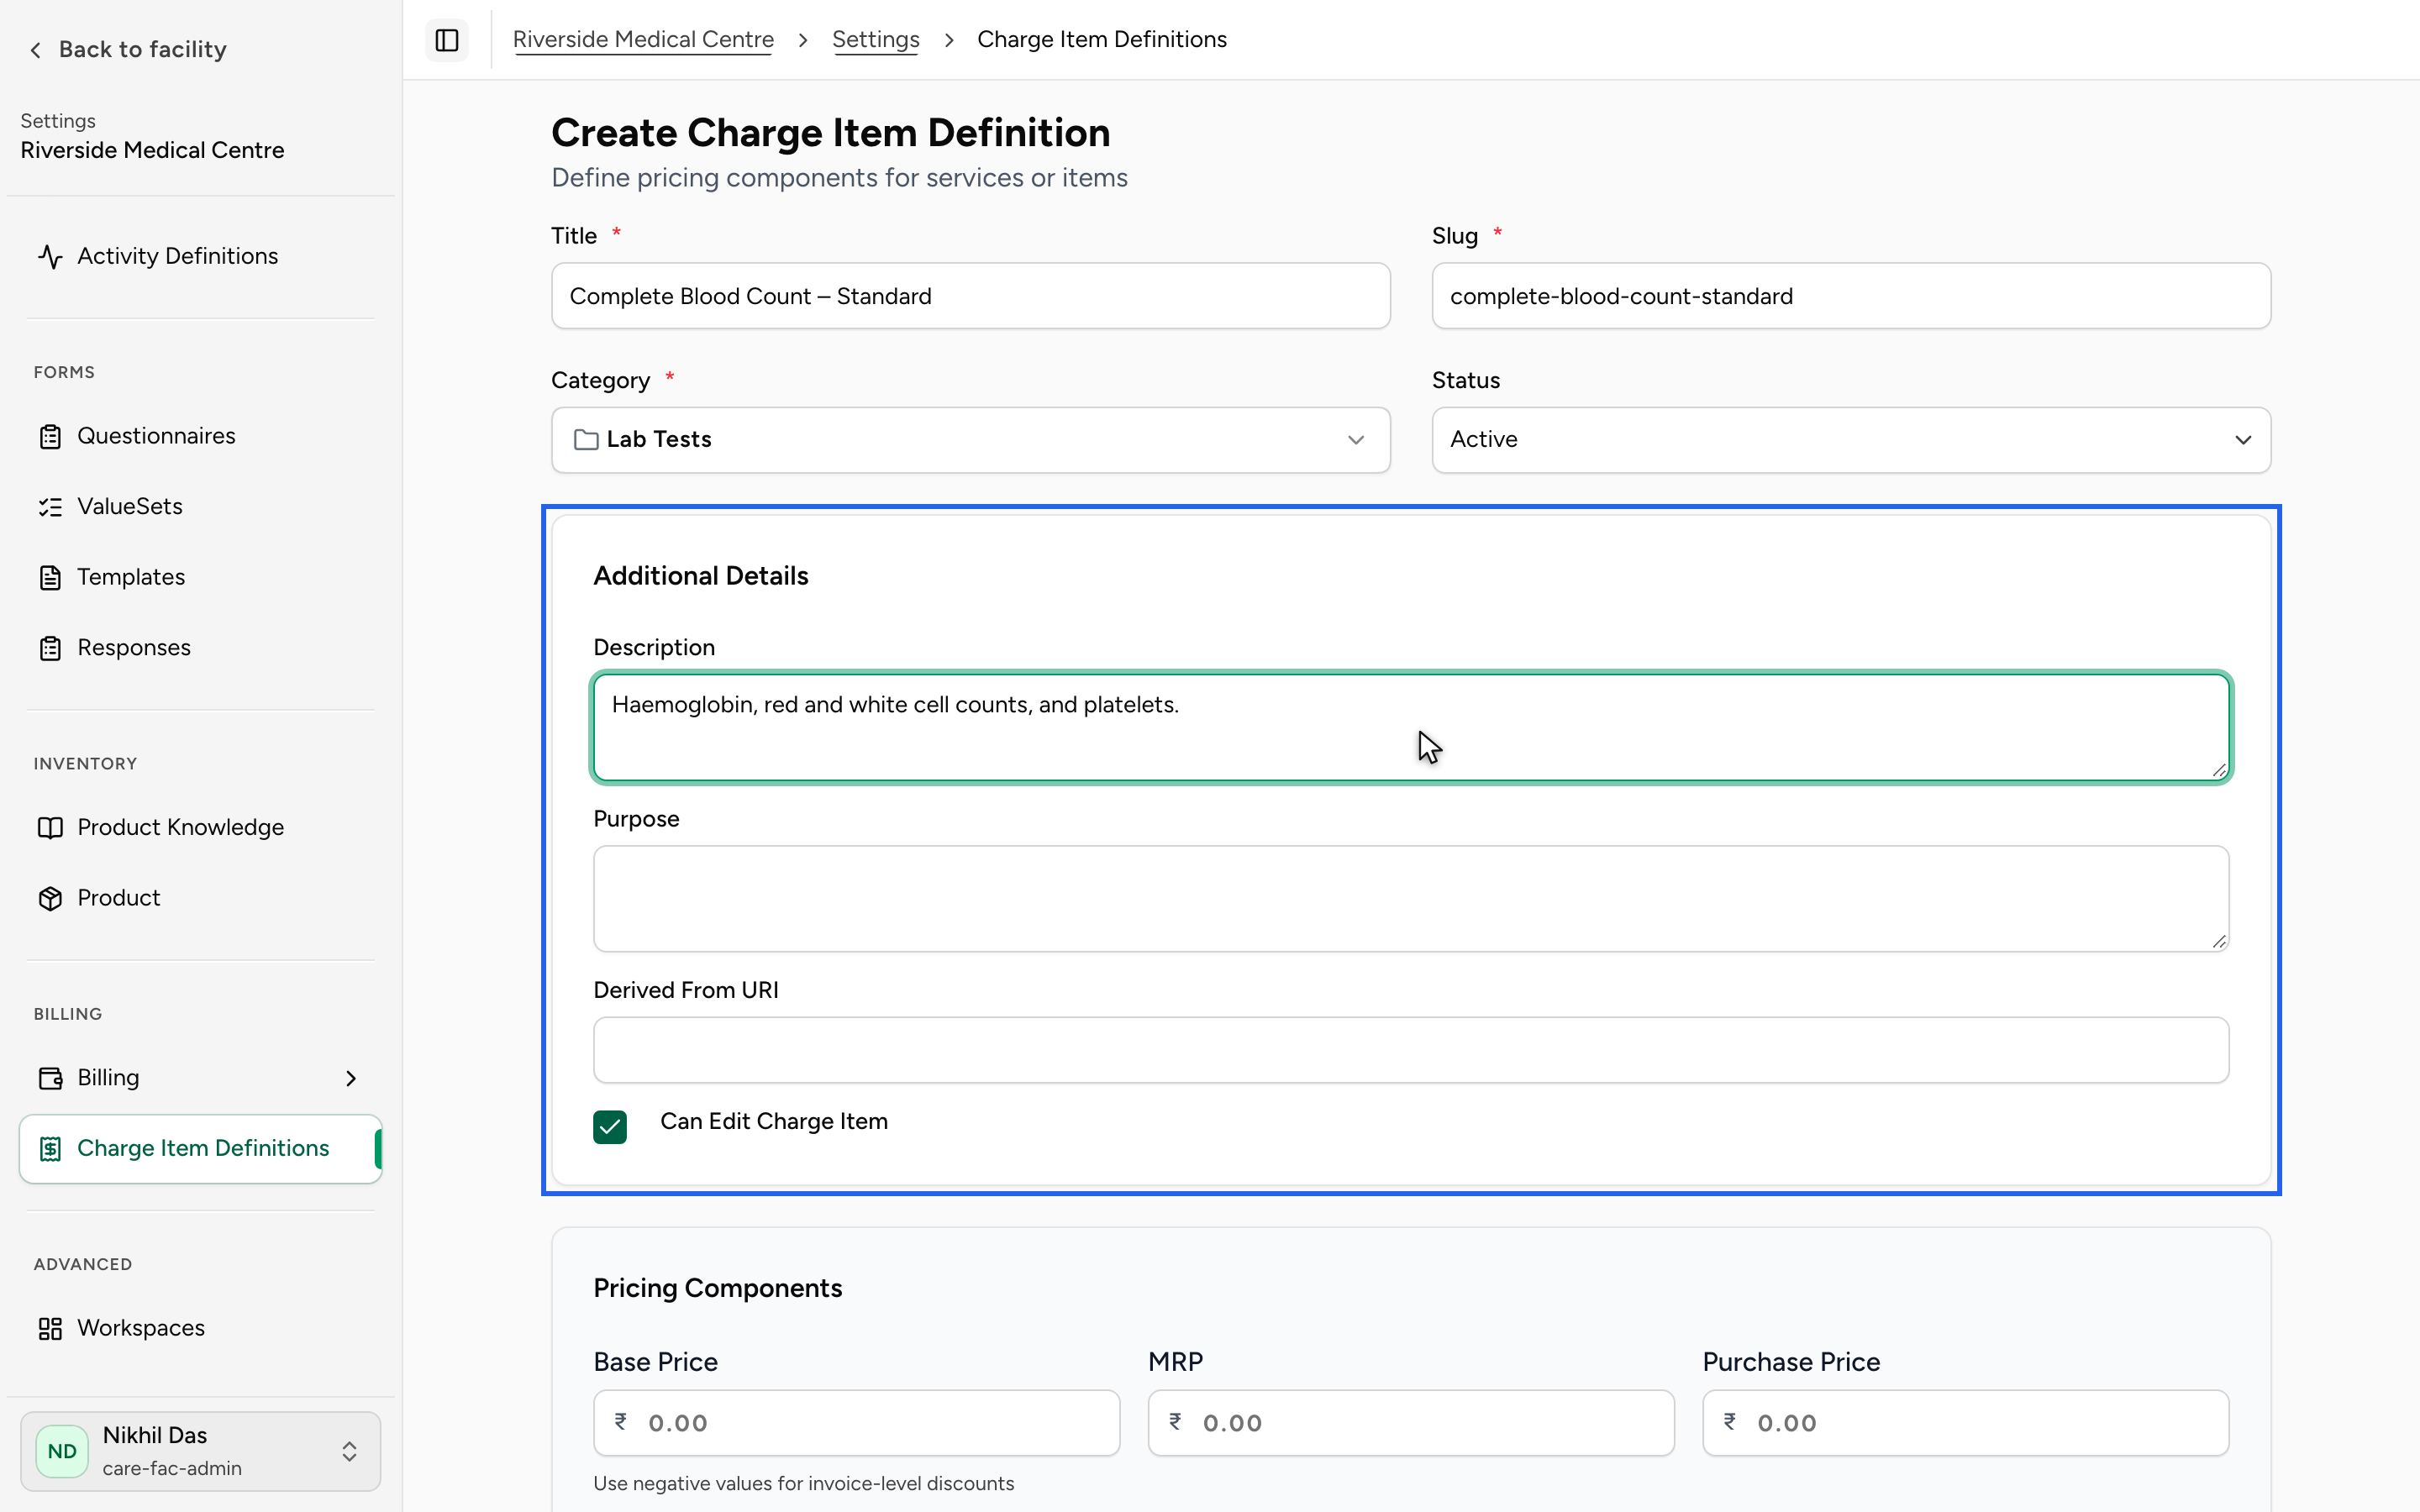 Back to facility
Settings
Riverside Medical Centre
Activity Definitions
FORMS
Questionnaires
ValueSets
Templates
Responses
INVENTORY
Product Knowledge
Product
BILLING
Billing
Charge Item Definitions
ADVANCED
Workspaces
ND
Nikhil Das
care-fac-admin
Riverside Medical Centre > Settings > Charge Item Definitions
Create Charge Item Definition
Define pricing components for services or items
Title *
Complete Blood Count – Standard
Slug *
complete-blood-count-standard
Category *
Lab Tests
Status
Active
Additional Details
Description
Haemoglobin, red and white cell counts, and platelets.
Purpose
Derived From URI
Can Edit Charge Item
Pricing Components
Base Price
₹ 0.00
Use negative values for invoice-level discounts
MRP
₹ 0.00
Purchase Price
₹ 0.00